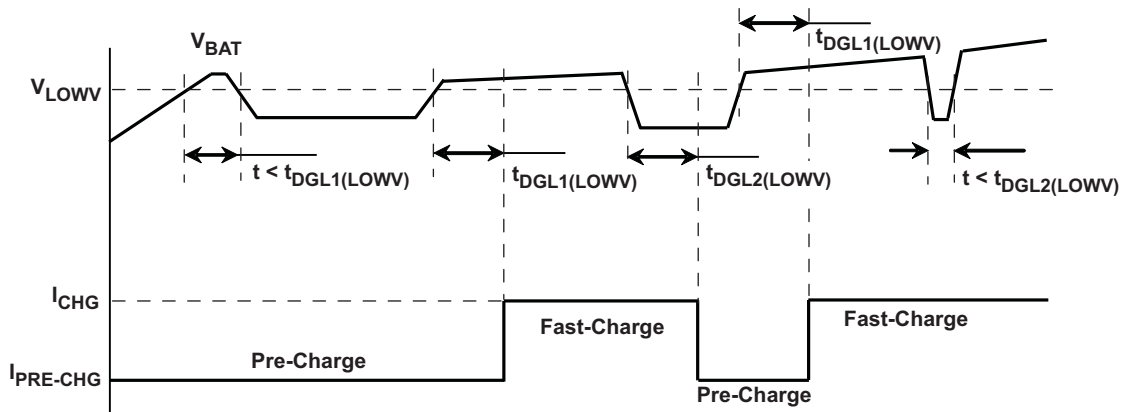 V_BAT
t_DGL1(LOWV)
V_LOWV
t < t_DGL1(LOWV)
t_DGL1(LOWV)
t_DGL2(LOWV)
t < t_DGL2(LOWV)
I_CHG
Fast-Charge
Fast-Charge
Pre-Charge
I_PRE-CHG
Pre-Charge